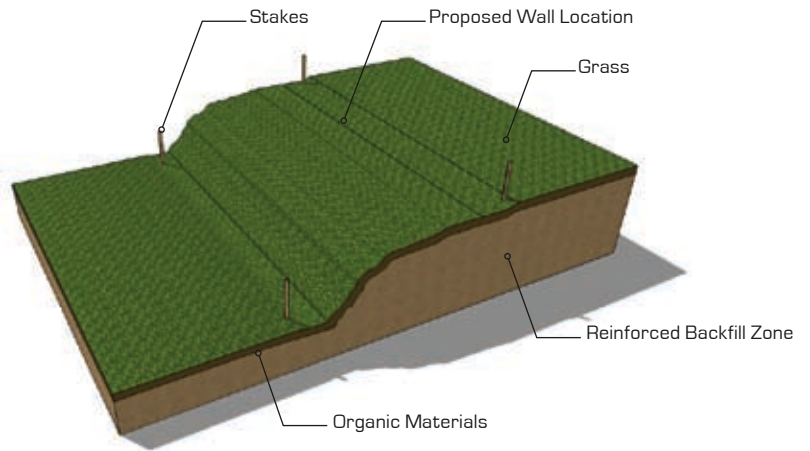 Stakes
Proposed Wall Location
Grass
Reinforced Backfill Zone
Organic Materials